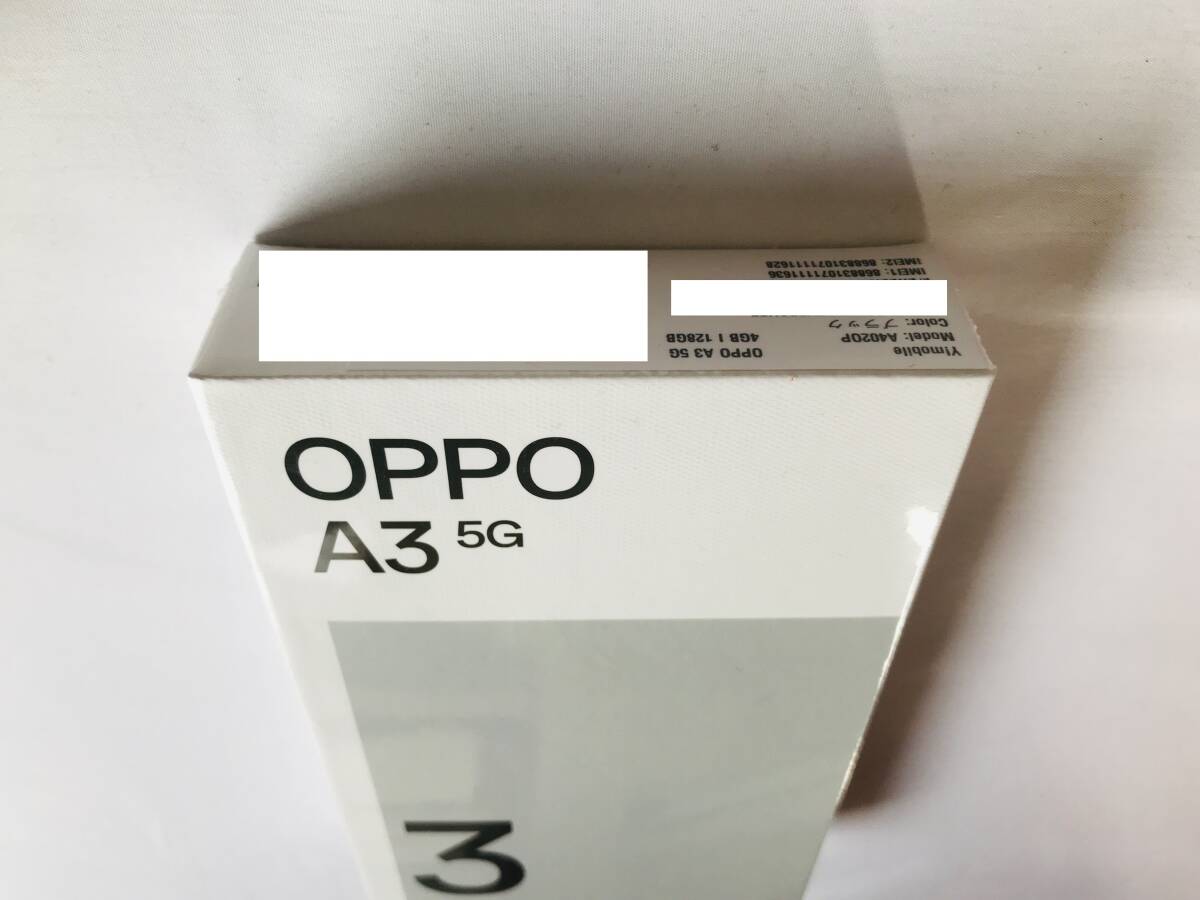 Y!mobile
Model: A402OP
Color: ブラック
OPPO A3 5G
4GB | 128GB
IMEI1: 868831071111636
IMEI2: 868831071111628
OPPO
A3 5G
3